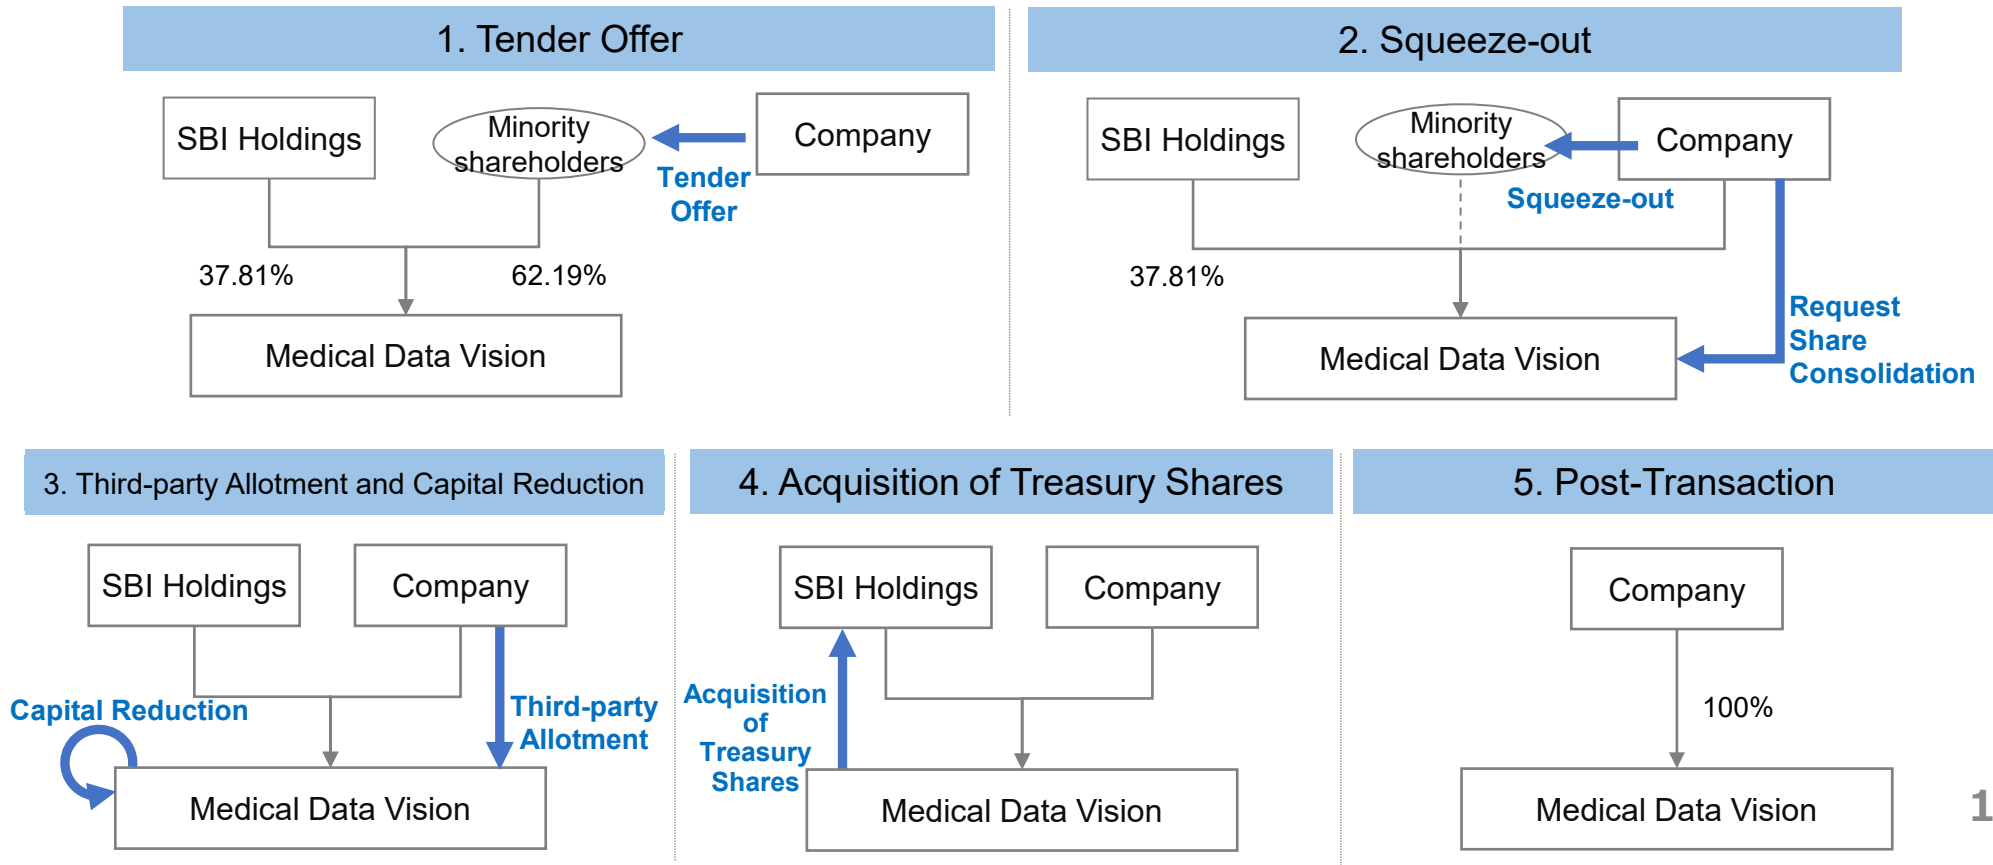 1. Tender Offer
SBI Holdings
Minority
shareholders
Company
Tender
Offer
37.81%
62.19%
Medical Data Vision
2. Squeeze-out
SBI Holdings
Minority
shareholders
Company
Squeeze-out
37.81%
Request
Share
Consolidation
Medical Data Vision
3. Third-party Allotment and Capital Reduction
SBI Holdings
Company
Capital Reduction
Third-party
Allotment
Medical Data Vision
4. Acquisition of Treasury Shares
SBI Holdings
Company
Acquisition
of
Treasury
Shares
Medical Data Vision
5. Post-Transaction
Company
100%
Medical Data Vision
1